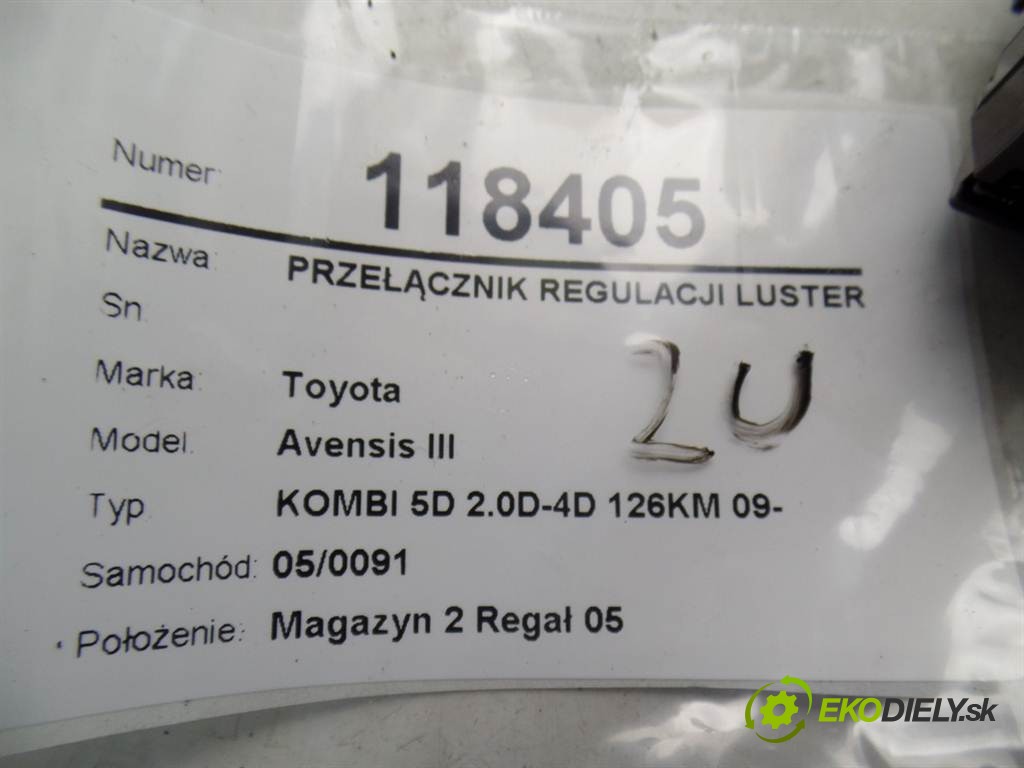 Numer: 118405
Nazwa: PRZEŁĄCZNIK REGULACJI LUSTER
Sn
Marka: Toyota
Model. Avensis III
Typ KOMBI 5D 2.0D-4D 126KM 09-
Samochód: 05/0091
Położenie: Magazyn 2 Regał 05
20
EKODIELY.sk